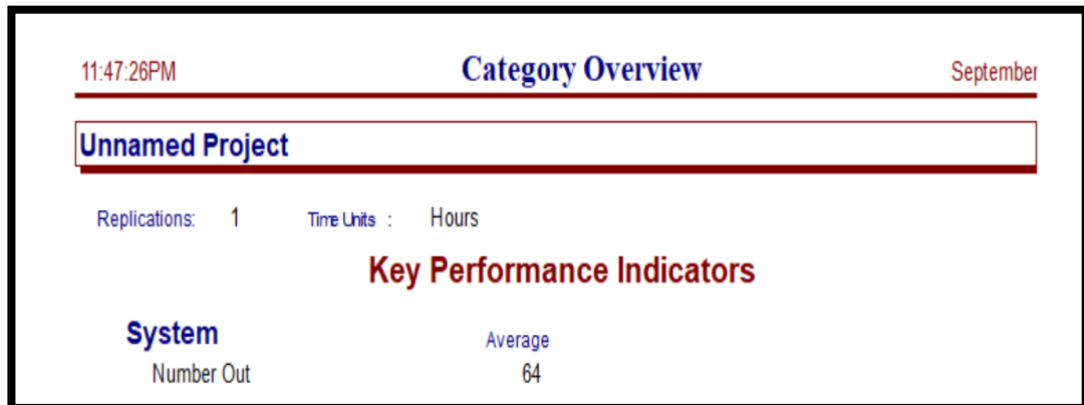 11:47:26PM Category Overview September
Unnamed Project
Replications: 1 Time Units : Hours
Key Performance Indicators
System Average
Number Out 64